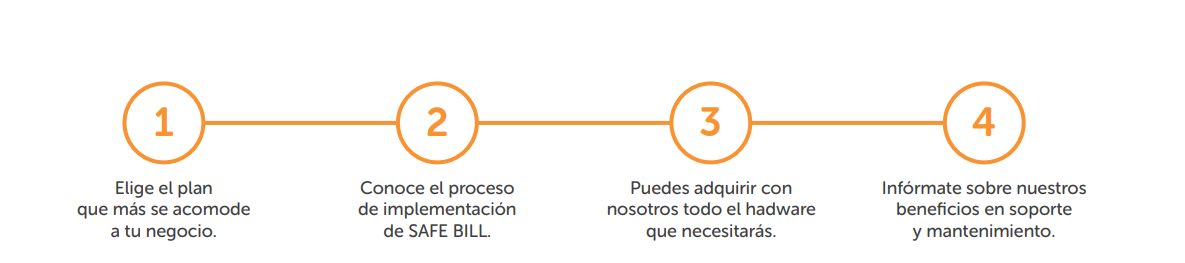 1
2
3
4
Elige el plan
que más se acomode
a tu negocio.
Conoce el proceso
de implementación
de SAFE BILL.
Puedes adquirir con
nosotros todo el hadware
que necesitarás.
Infórmate sobre nuestros
beneficios en soporte
y mantenimiento.